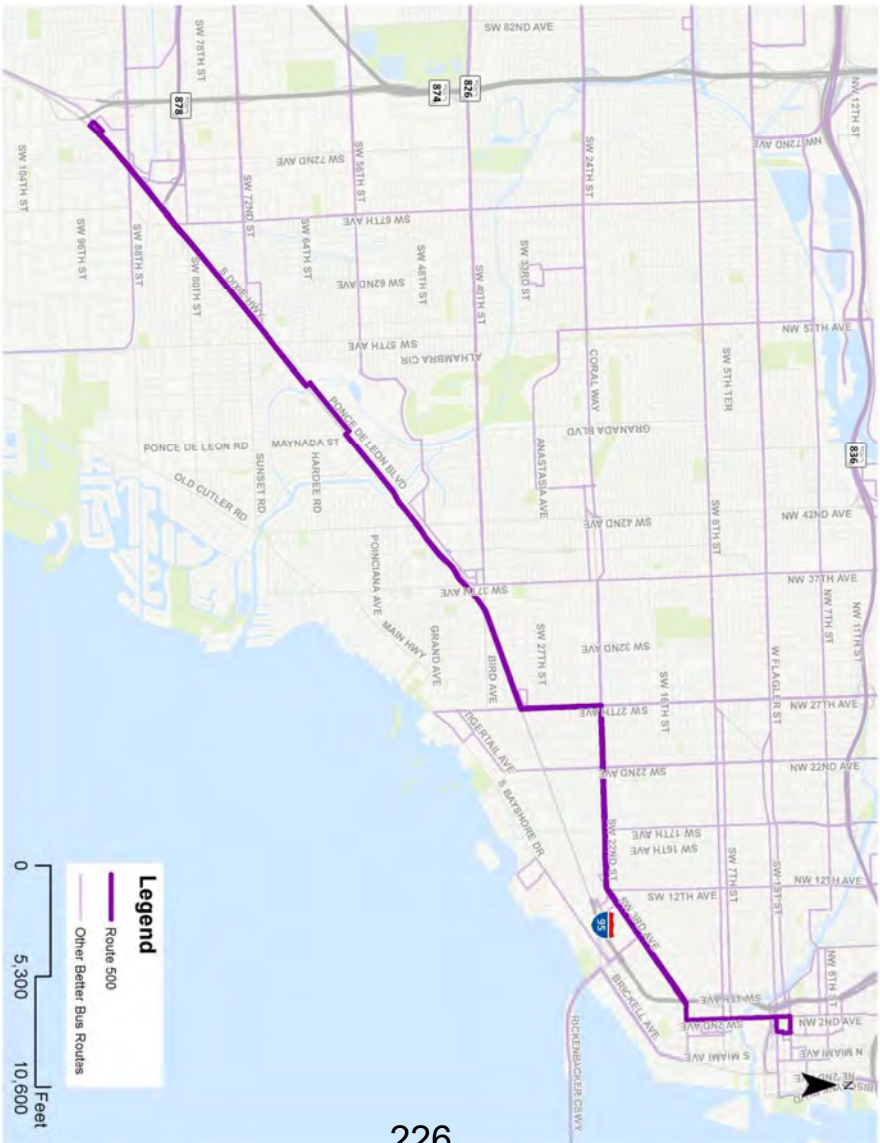 SW 82ND AVE
SW 78TH ST
NW 12TH ST
874
826
878
SW 24TH ST
NW 72ND AVE
SW 72ND AVE
SW 56TH ST
SW 104TH ST
SW 72ND ST
SW 67TH AVE
SW 96TH ST
SW 88TH ST
SW 64TH ST
SW 48TH ST
SW 33RD ST
SW 80TH ST
S DIXIE HWY
SW 62ND AVE
SW 40TH ST
SW 57TH AVE
ALHAMBRA CIR
NW 57TH AVE
CORAL WAY
SW 5TH TER
PONCE DE LEON BLVD
GRANADA BLVD
PONCE DE LEON RD
MAYNADA ST
836
ANASTASIA AVE
SUNSET RD
HARDEE RD
OLD CUTLER RD
SW 42ND AVE
SW 8TH ST
NW 42ND AVE
POINCIANA AVE
SW 37TH AVE
NW 37TH AVE
NW 7TH ST
NW 11TH ST
MAIN HWY
GRAND AVE
BIRD AVE
SW 27TH ST
SW 32ND AVE
SW 16TH ST
W FLAGLER ST
SW 27TH AVE
NW 27TH AVE
TIGERTAIL AVE
SW 22ND AVE
NW 22ND AVE
S BAYSHORE DR
SW 22ND ST
SW 17TH AVE
SW 16TH AVE
SW 7TH ST
SW 1ST ST
NW 12TH AVE
SW 12TH AVE
SW 3RD AVE
95
NW 6TH ST
BRICKELL AVE
SW 4TH AVE
SW 2ND AVE
NW 2ND AVE
RICKENBACKER CSWY
S MIAMI AVE
N MIAMI AVE
N
Legend
Route 500
Other Better Bus Routes
0
5,300
10,600
Feet
226